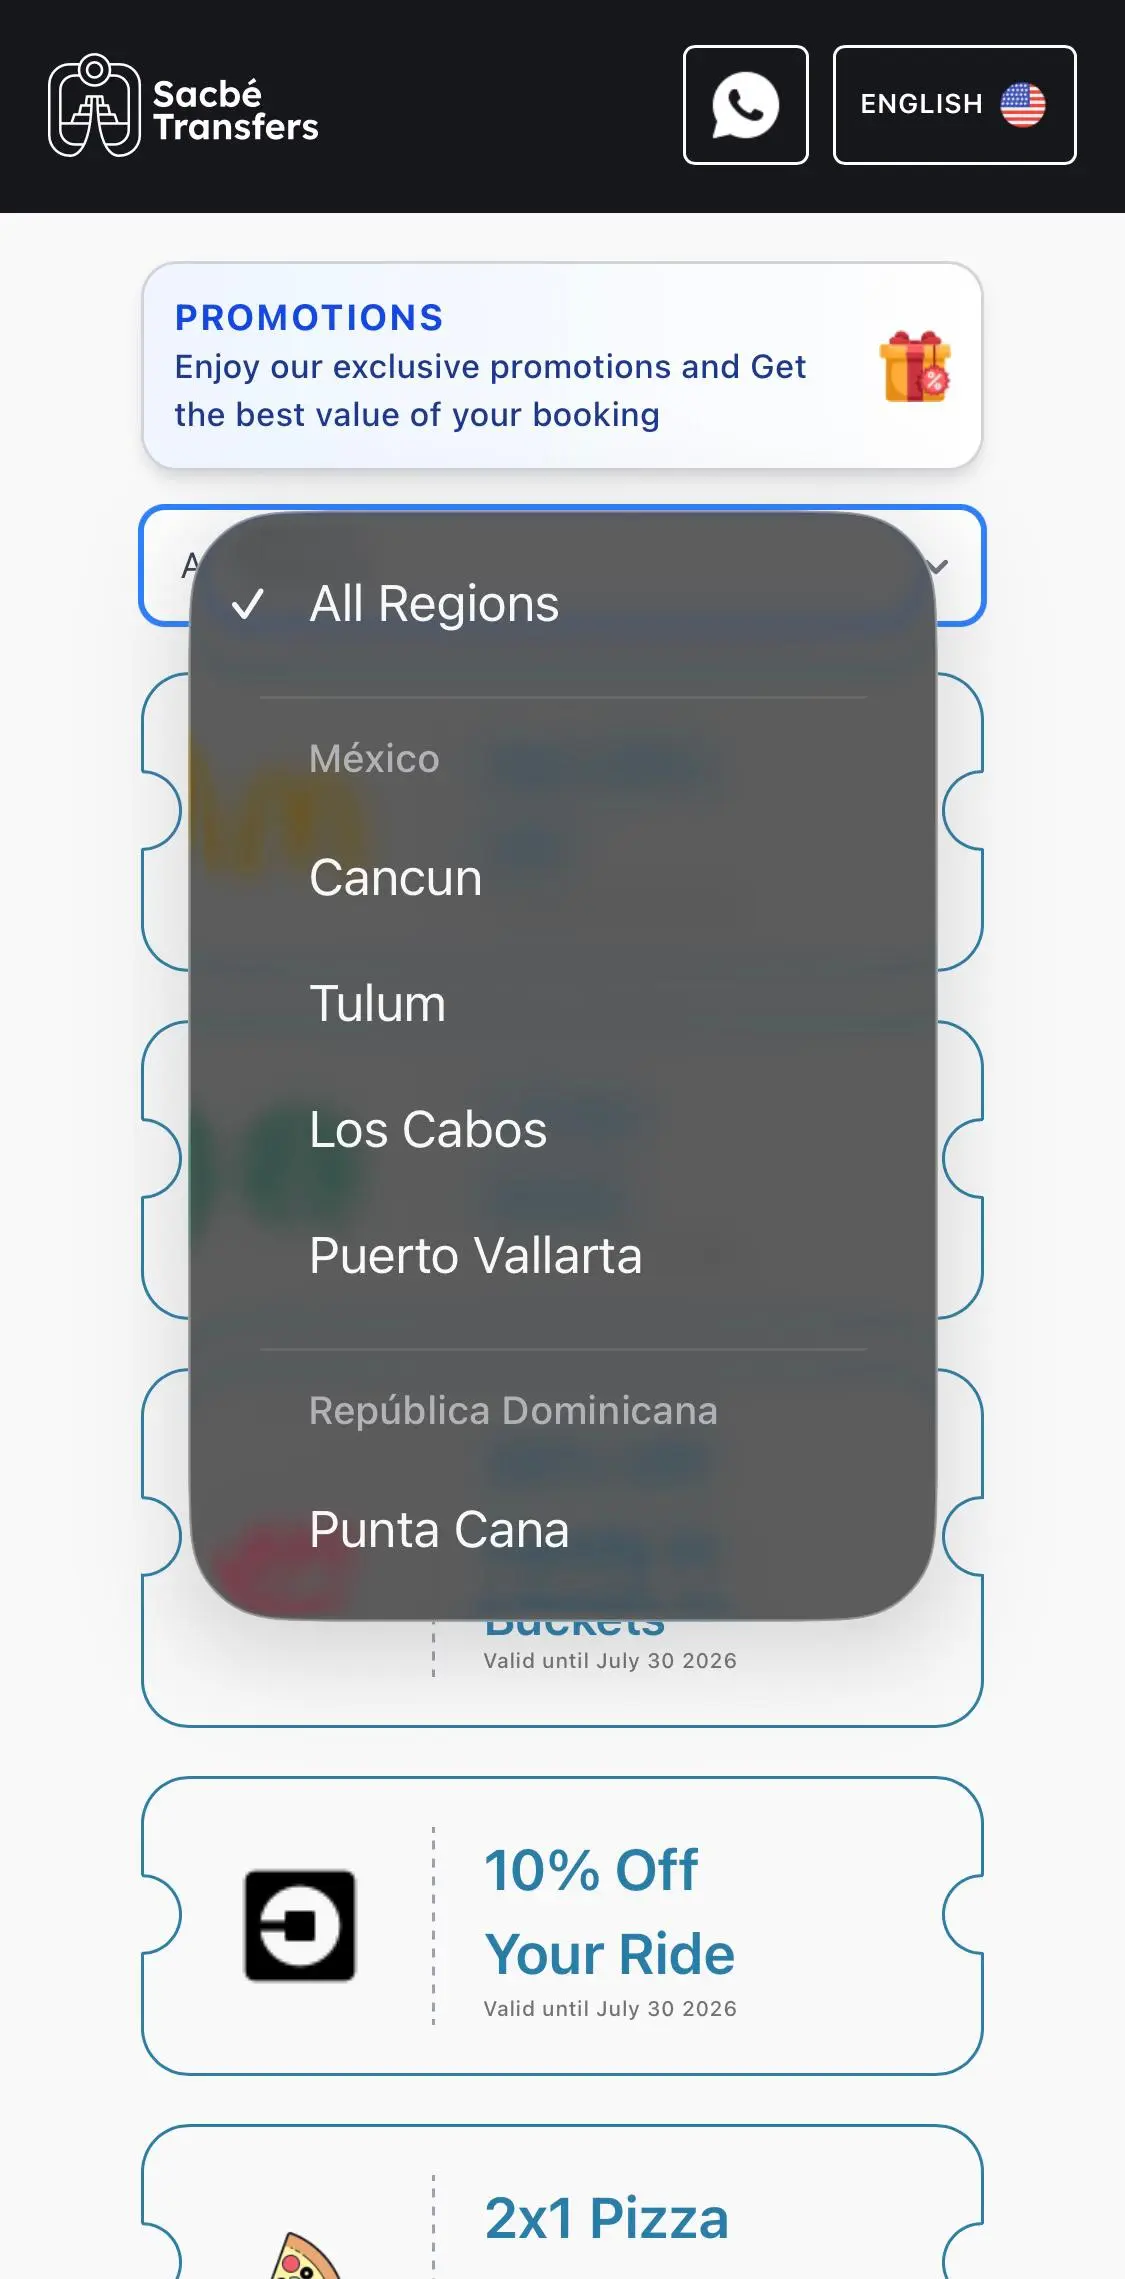 Sacbé
Transfers
ENGLISH
PROMOTIONS
Enjoy our exclusive promotions and Get
the best value of your booking
All Regions
México
Cancun
Tulum
Los Cabos
Puerto Vallarta
República Dominicana
Punta Cana
Buckets
Valid until July 30 2026
10% Off
Your Ride
Valid until July 30 2026
2x1 Pizza